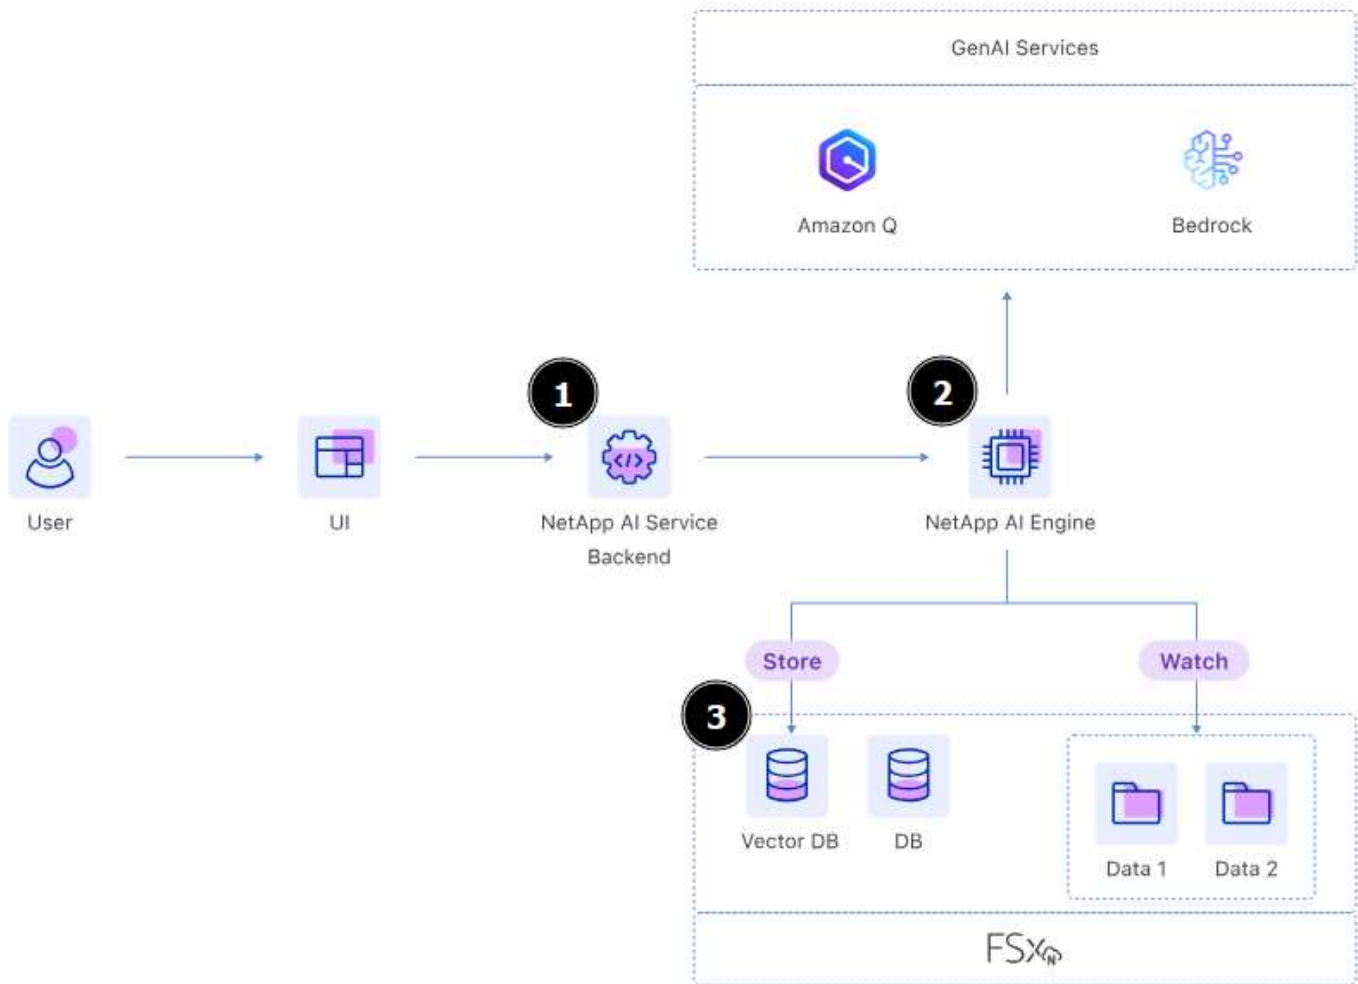 GenAI Services
Amazon Q
Bedrock
1
2
User
UI
NetApp AI Service
Backend
NetApp AI Engine
Store
Watch
3
Vector DB
DB
Data 1
Data 2
FSxN